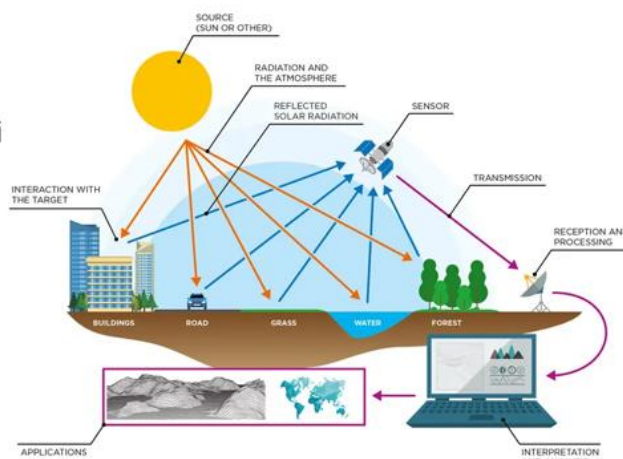 SOURCE
(SUN OR OTHER)
RADIATION AND
THE ATMOSPHERE
REFLECTED
SOLAR RADIATION
SENSOR
INTERACTION WITH
THE TARGET
TRANSMISSION
RECEPTION AN
PROCESSING
BUILDINGS
ROAD
GRASS
WATER
FOREST
APPLICATIONS
INTERPRETATION